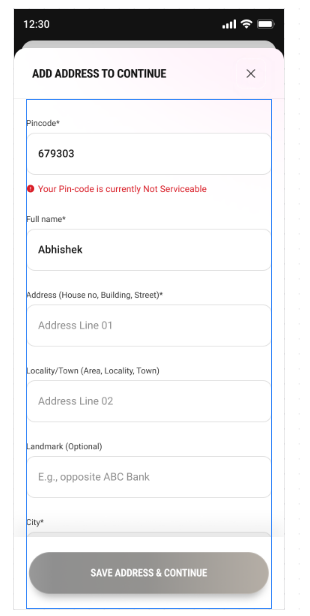 12:30
ADD ADDRESS TO CONTINUE
Pincode*
679303
Your Pin-code is currently Not Serviceable
Full name*
Abhishek
Address (House no, Building, Street)*
Address Line 01
Locality/Town (Area, Locality, Town)
Address Line 02
Landmark (Optional)
E.g., opposite ABC Bank
City*
SAVE ADDRESS & CONTINUE